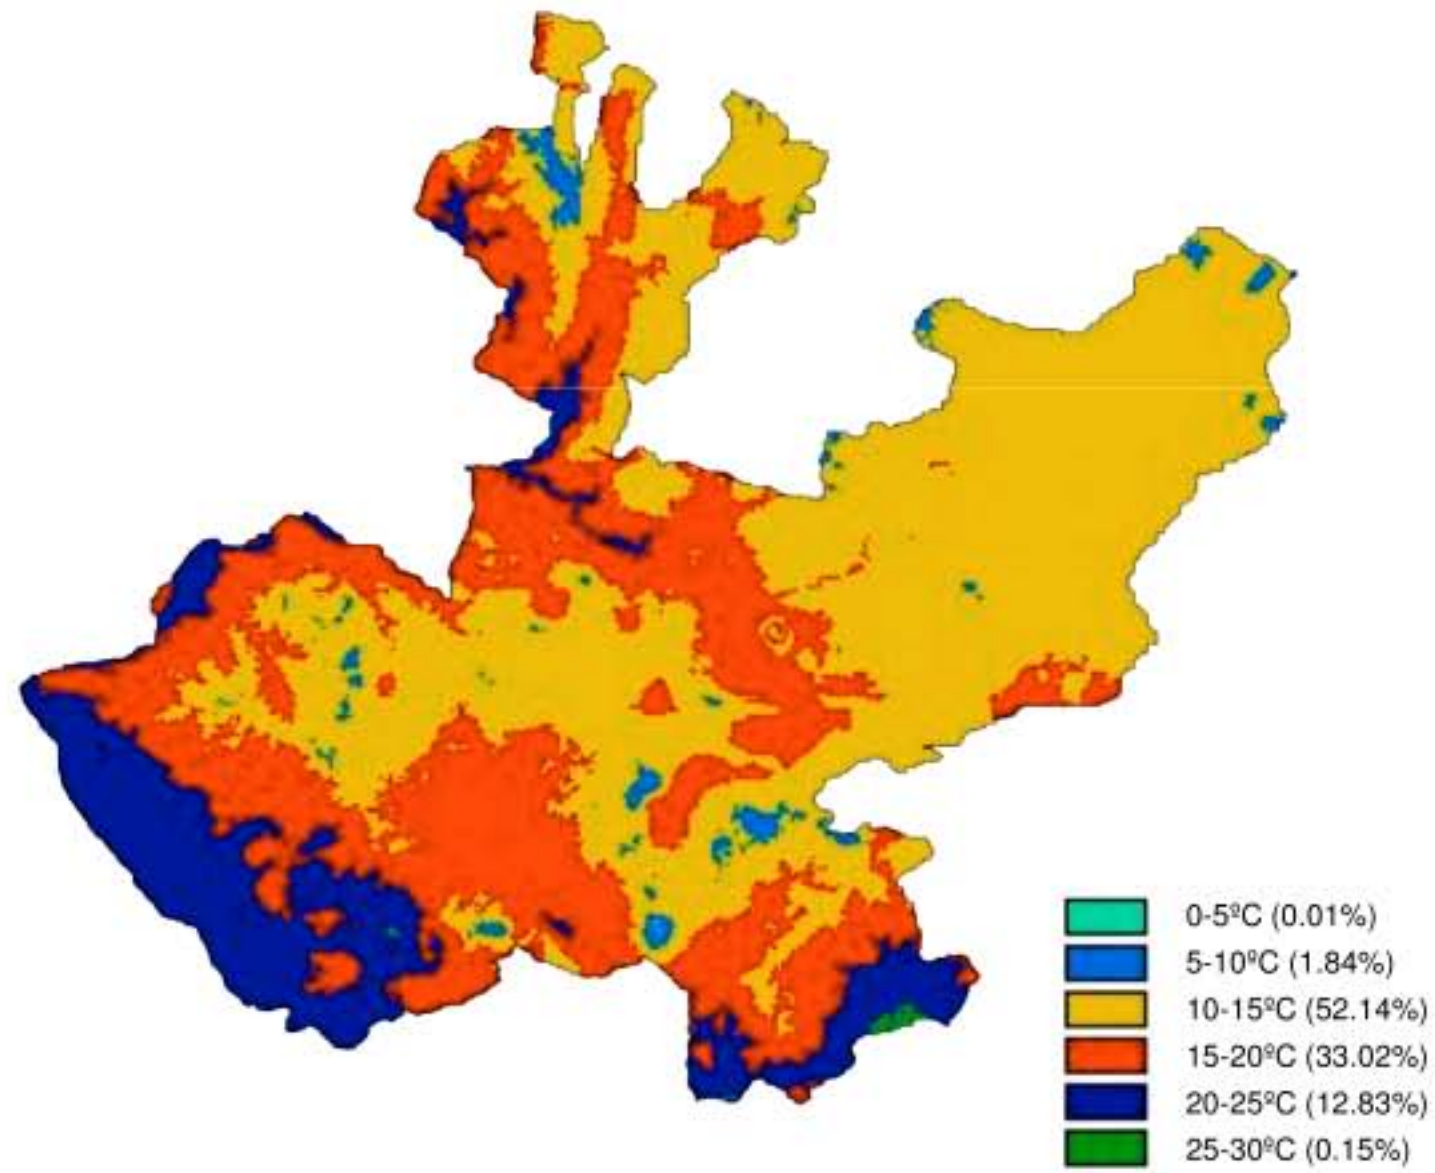 0-5ºC (0.01%)
5-10ºC (1.84%)
10-15ºC (52.14%)
15-20ºC (33.02%)
20-25ºC (12.83%)
25-30ºC (0.15%)